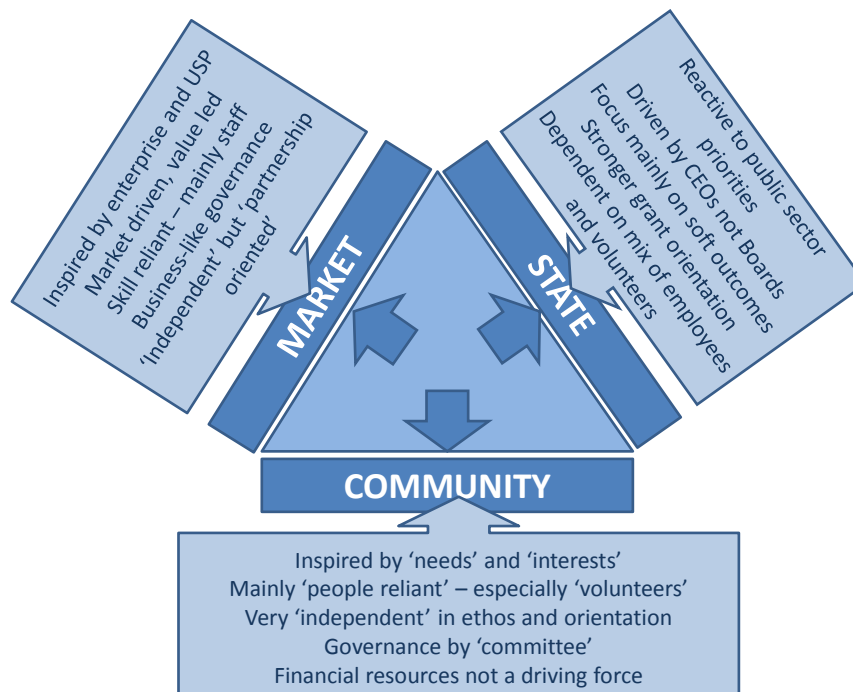 Inspired by enterprise and USP
Market driven, value led
Skill reliant – mainly staff
Business-like governance
‘Independent’ but ‘partnership
oriented’
MARKET
Reactive to public sector
priorities
Driven by CEOs not Boards
Focus mainly on soft outcomes
Stronger grant orientation
Dependent on mix of employees
and volunteers
STATE
COMMUNITY
Inspired by ‘needs’ and ‘interests’
Mainly ‘people reliant’ – especially ‘volunteers’
Very ‘independent’ in ethos and orientation
Governance by ‘committee’
Financial resources not a driving force